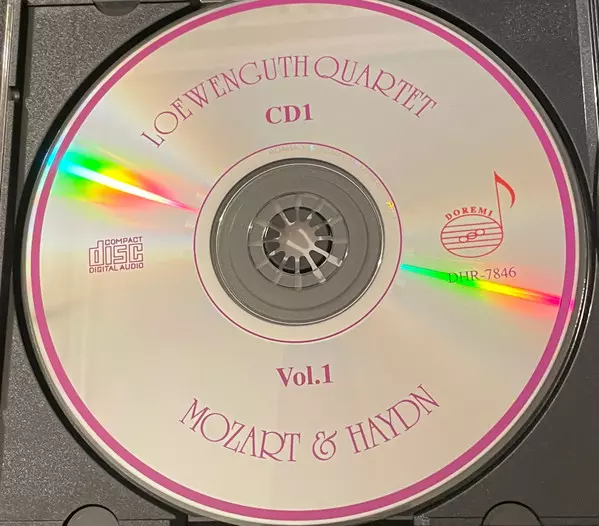 LOEWENGUTH QUARTET
CD1
DOREMI
COMPACT
disc
DIGITAL AUDIO
DHR-7846
Vol.1
MOZART & HAYDN